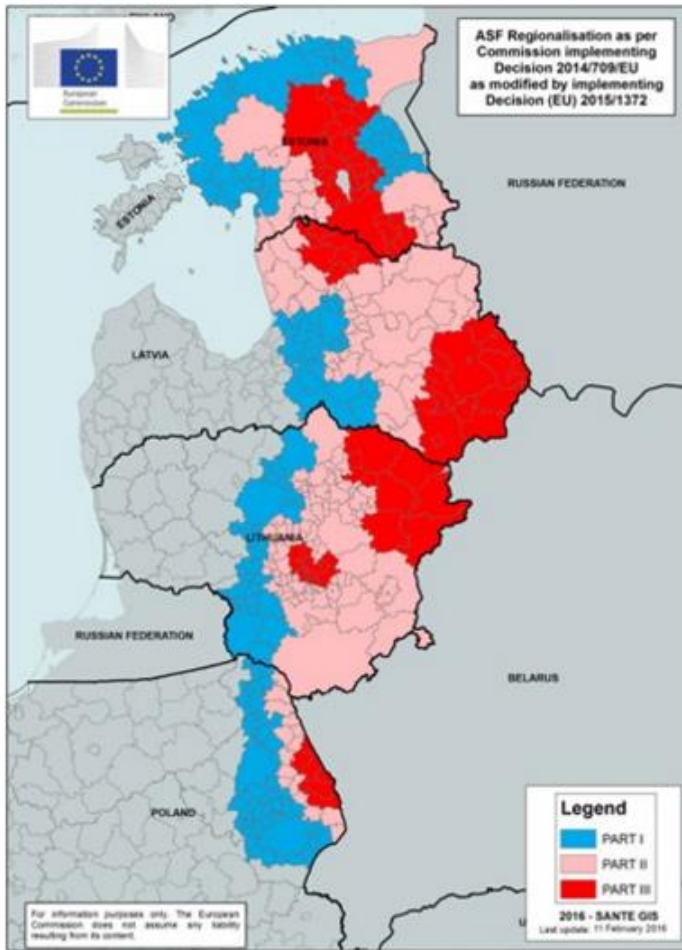 European
Commission
ASF Regionalisation as per
Commission implementing
Decision 2014/709/EU
as modified by implementing
Decision (EU) 2015/1372
ESTONIA
RUSSIAN FEDERATION
ESTONIA
LATVIA
LITHUANIA
RUSSIAN FEDERATION
BELARUS
POLAND
Legend
PART I
PART II
PART III
2016 - SANTE GIS
Last update: 11 February 2016
For information purposes only. The European
Commission does not assume any liability
resulting from its content.